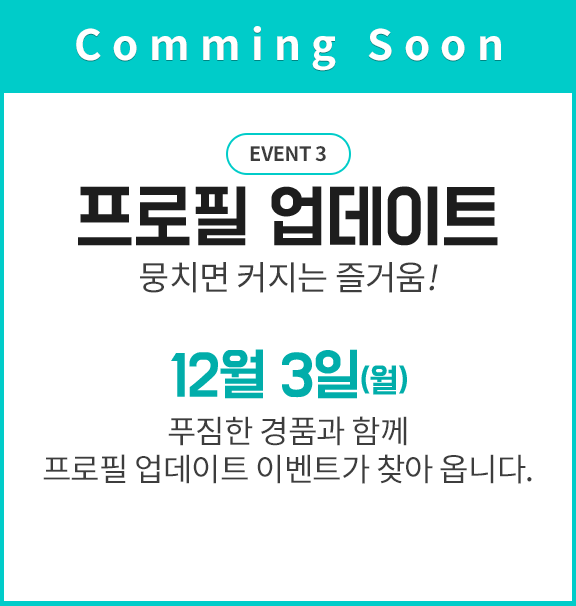 Comming Soon
EVENT 3
프로필 업데이트
뭉치면 커지는 즐거움!
12월 3일(월)
푸짐한 경품과 함께
프로필 업데이트 이벤트가 찾아 옵니다.